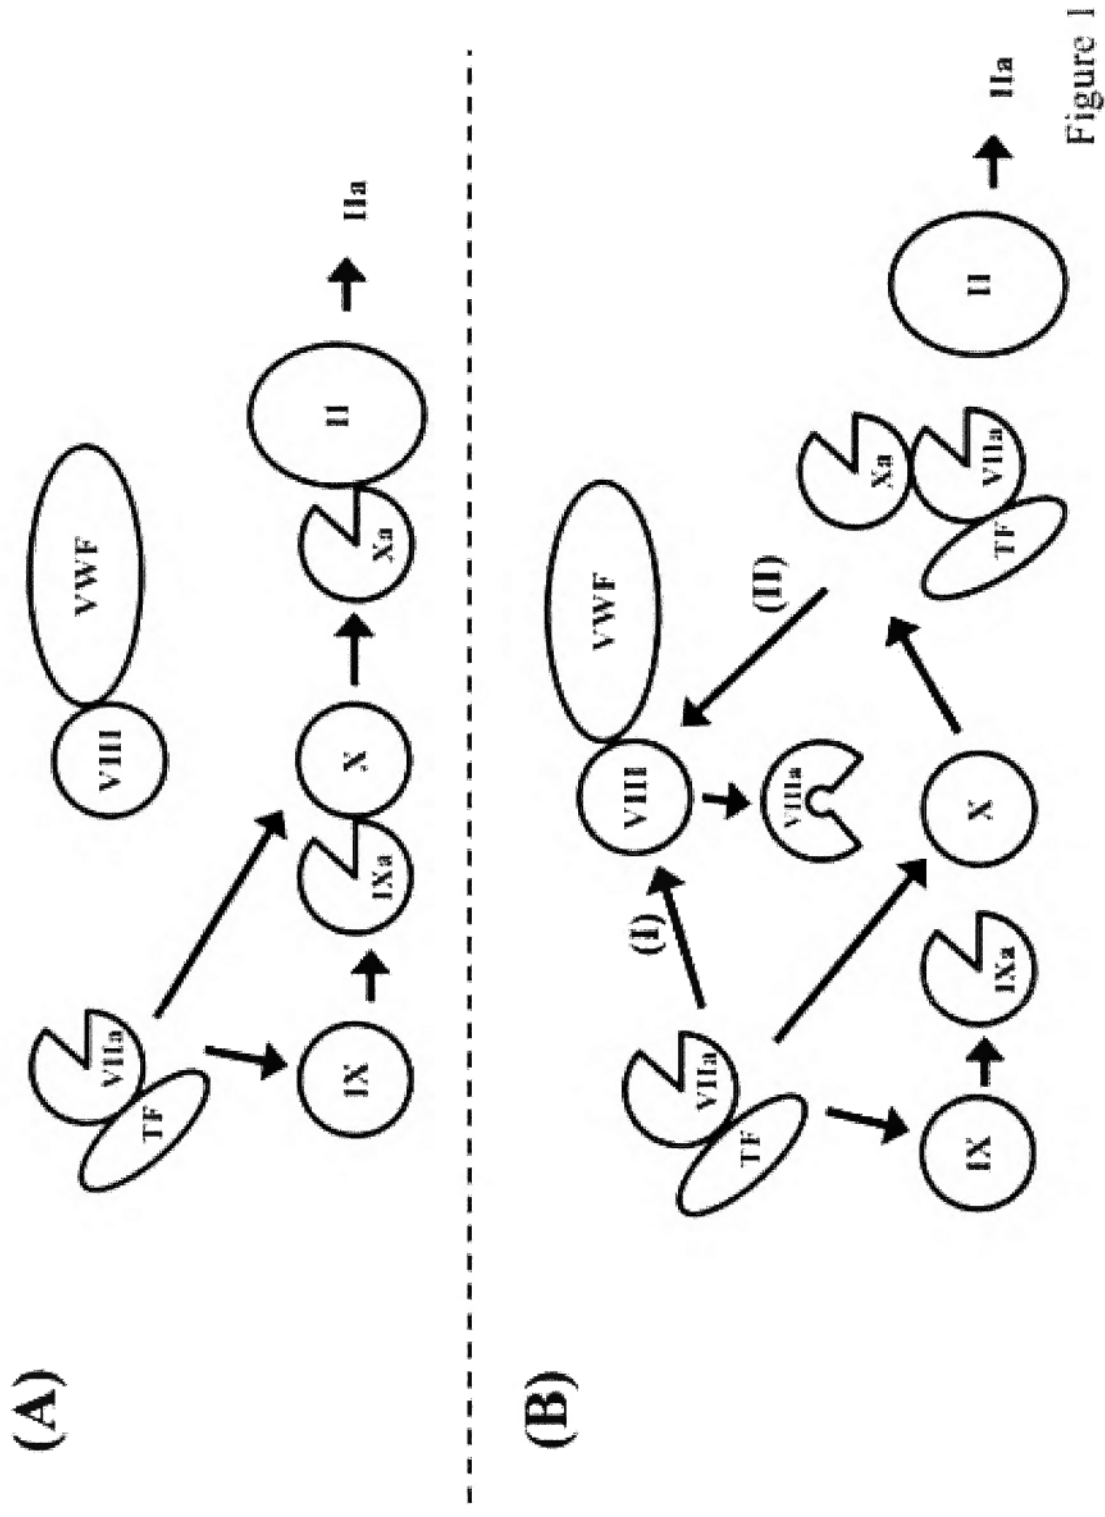 (A)
VIIa
TF
VIII
VWF
IX
IXa
X
Xa
II
IIa
(B)
VIIa
TF
(I)
VIII
VWF
VIIIa
(II)
IX
IXa
X
Xa
VIIa
TF
II
IIa
Figure 1